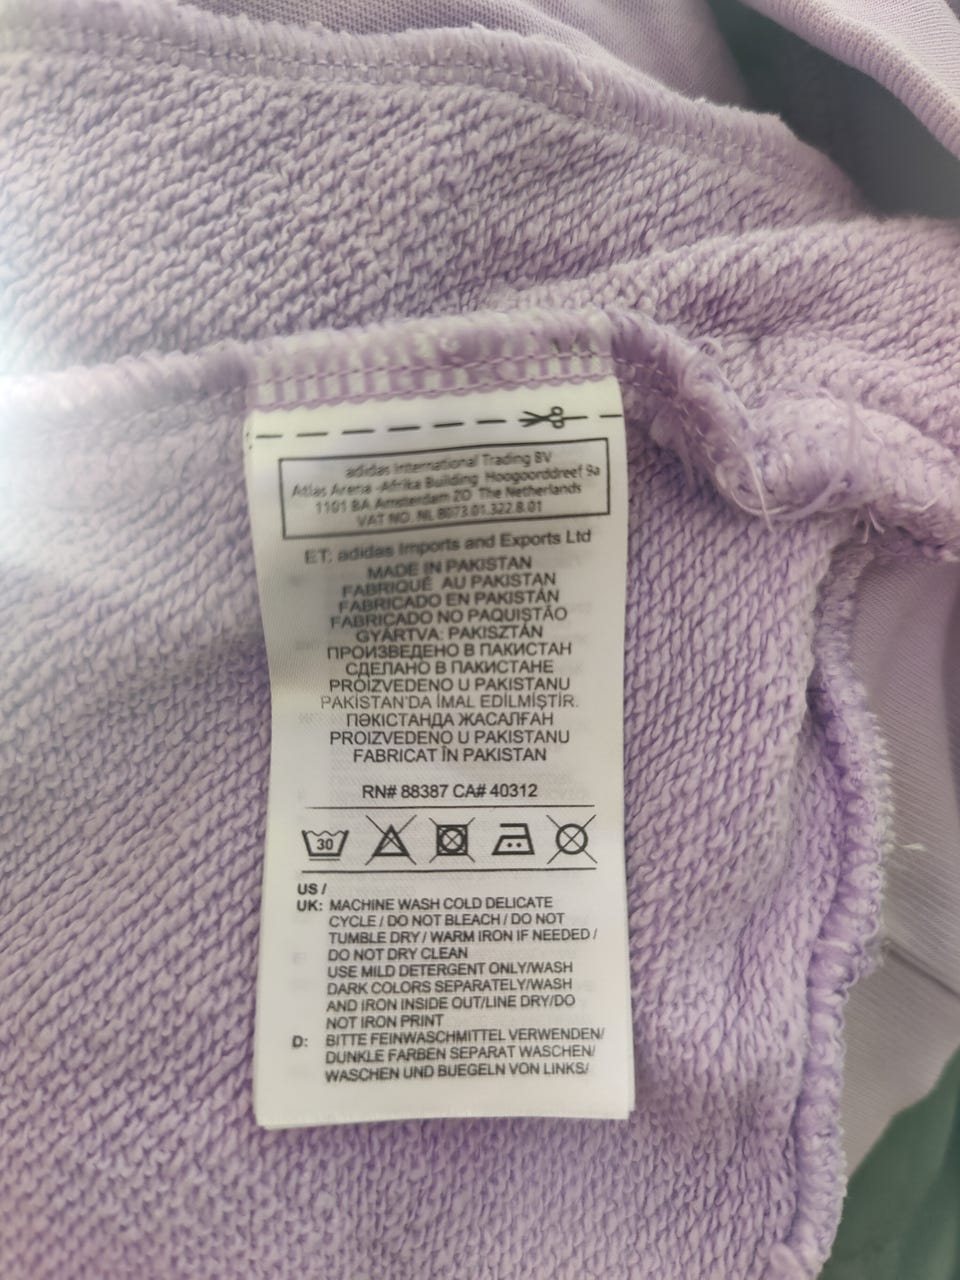 adidas International Trading BV
Atlas Arena -Afrika Building Hoogoorddreef 9a
1101 BA Amsterdam ZO The Netherlands
VAT NO. NL 8073.01.322.B.01
ET: adidas Imports and Exports Ltd
MADE IN PAKISTAN
FABRIQUÉ AU PAKISTAN
FABRICADO EN PAKISTÁN
FABRICADO NO PAQUISTÃO
GYÁRTVA: PAKISZTÁN
ПРОИЗВЕДЕНО В ПАКИСТАН
СДЕЛАНО В ПАКИСТАНЕ
PROIZVEDENO U PAKISTANU
PAKISTAN'DA İMAL EDİLMİŞTİR.
ПӘКІСТАНДА ЖАСАЛҒАН
PROIZVEDENO U PAKISTANU
FABRICAT ÎN PAKISTAN
RN# 88387 CA# 40312
30
US /
UK: MACHINE WASH COLD DELICATE
CYCLE / DO NOT BLEACH / DO NOT
TUMBLE DRY / WARM IRON IF NEEDED /
DO NOT DRY CLEAN
USE MILD DETERGENT ONLY/WASH
DARK COLORS SEPARATELY/WASH
AND IRON INSIDE OUT/LINE DRY/DO
NOT IRON PRINT
D: BITTE FEINWASCHMITTEL VERWENDEN/
DUNKLE FARBEN SEPARAT WASCHEN/
WASCHEN UND BUEGELN VON LINKS/